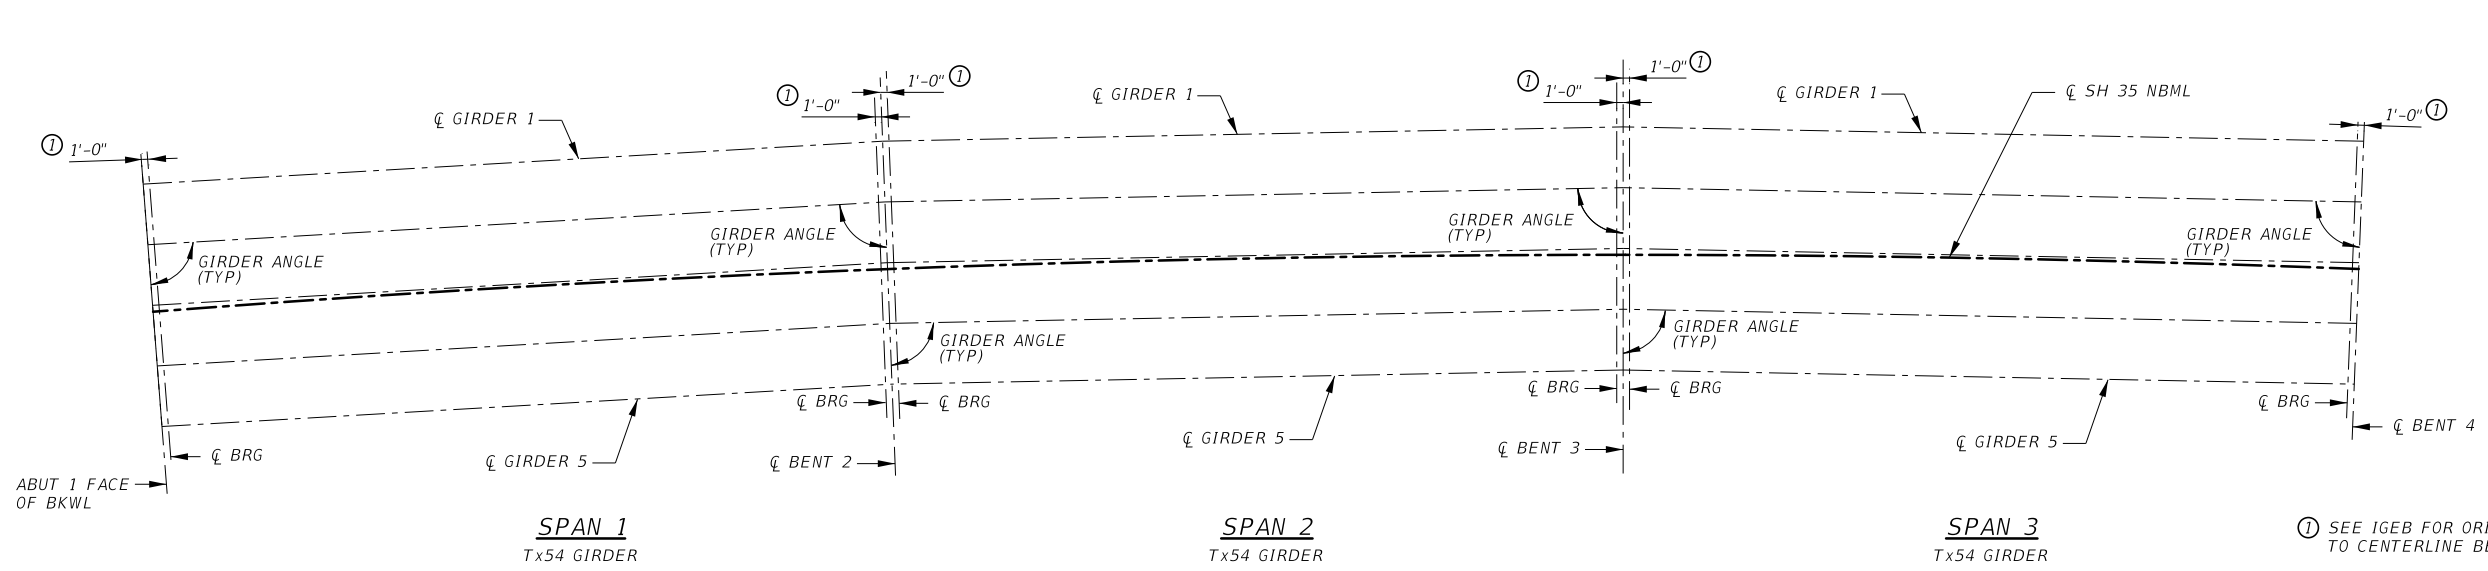 ① 1'-0"
℄ GIRDER 1
① 1'-0"
1'-0" ①
℄ GIRDER 1
① 1'-0"
1'-0" ①
℄ GIRDER 1
℄ SH 35 NBML
1'-0" ①
GIRDER ANGLE
(TYP)
GIRDER ANGLE
(TYP)
GIRDER ANGLE
(TYP)
GIRDER ANGLE
(TYP)
GIRDER ANGLE
(TYP)
GIRDER ANGLE
(TYP)
℄ BRG
℄ BRG
℄ BRG
℄ BRG
℄ BRG
℄ BRG
℄ GIRDER 5
℄ GIRDER 5
℄ GIRDER 5
℄ BENT 2
℄ BENT 3
℄ BENT 4
ABUT 1 FACE
OF BKWL
SPAN 1
Tx54 GIRDER
SPAN 2
Tx54 GIRDER
SPAN 3
Tx54 GIRDER
① SEE IGEB FOR
TO CENTERLINE